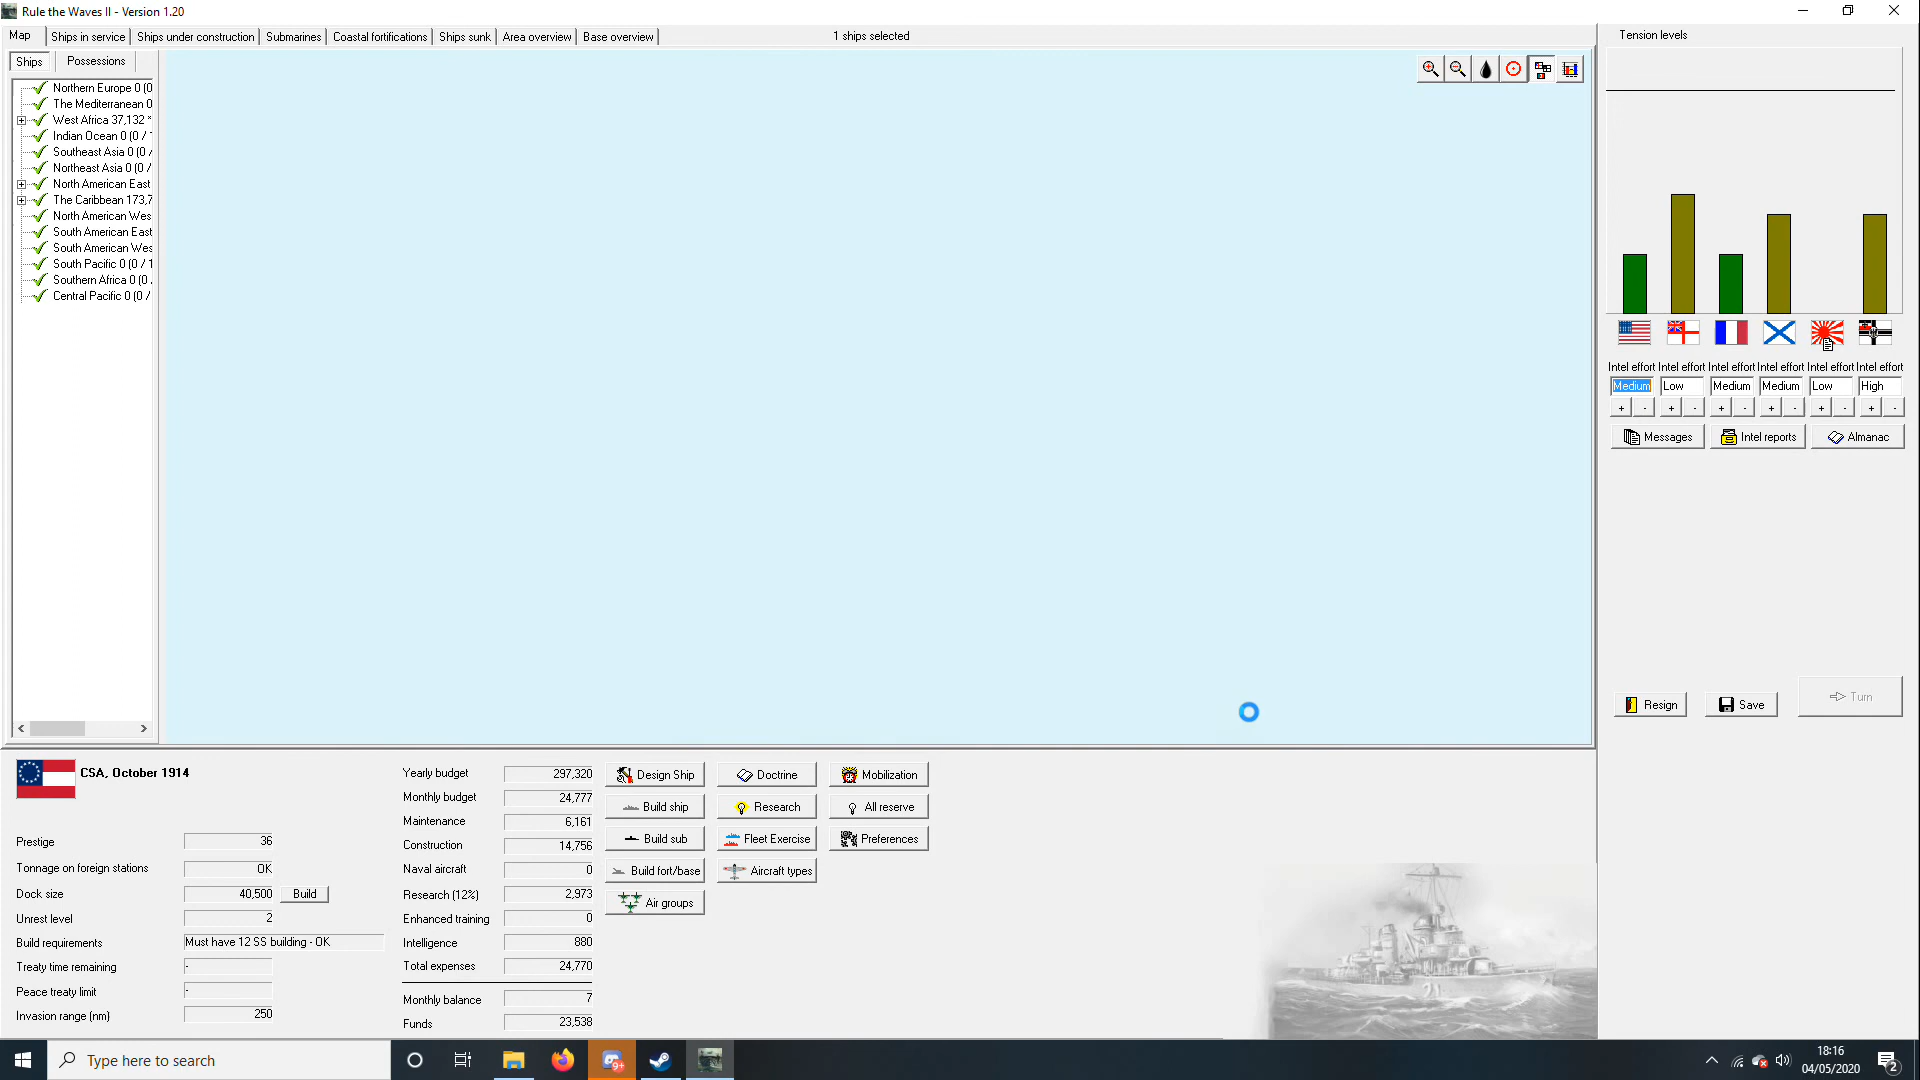 Rule the Waves II - Version 1.20
Map Ships in service Ships under construction Submarines Coastal fortifications Ships sunk Area overview Base overview 1 ships selected Tension levels
Ships Possessions
Northern Europe 0 (0
The Mediterranean 0
West Africa 37,132 *
Indian Ocean 0 (0 / 1
Southeast Asia 0 (0 /
Northeast Asia 0 (0 /
North American East
The Caribbean 173,7
North American Wes
South American East
South American Wes
South Pacific 0 (0 / 1
Southern Africa 0 (0 /
Central Pacific 0 (0 /
Intel effort Intel effort Intel effort Intel effort Intel effort Intel effort
Medium Low Medium Medium Low High
+ - + - + - + - + - + -
Messages Intel reports Almanac
Resign Save Turn
CSA, October 1914
Prestige 36
Tonnage on foreign stations OK
Dock size 40,500 Build
Unrest level 2
Build requirements Must have 12 SS building - OK
Treaty time remaining -
Peace treaty limit -
Invasion range (nm) 250
Yearly budget 297,320
Monthly budget 24,777
Maintenance 6,161
Construction 14,756
Naval aircraft 0
Research (12%) 2,973
Enhanced training 0
Intelligence 880
Total expenses 24,770
Monthly balance 7
Funds 23,538
Design Ship Doctrine Mobilization
Build ship Research All reserve
Build sub Fleet Exercise Preferences
Build fort/base Aircraft types
Air groups
Type here to search
9+
18:16
04/05/2020
2